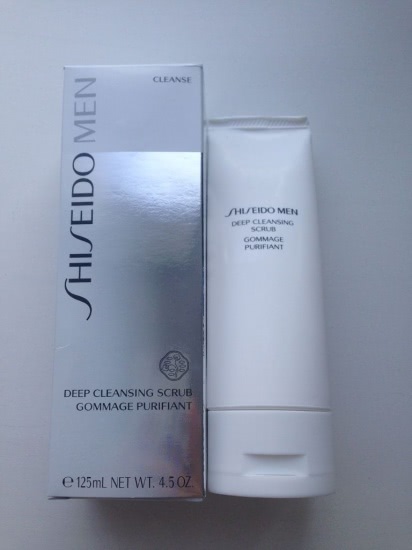 CLEANSE
SHISEIDO MEN
DEEP CLEANSING SCRUB
GOMMAGE PURIFIANT
℮ 125mL NET WT. 4.5 OZ.
SHISEIDO MEN
DEEP CLEANSING
SCRUB
GOMMAGE
PURIFIANT